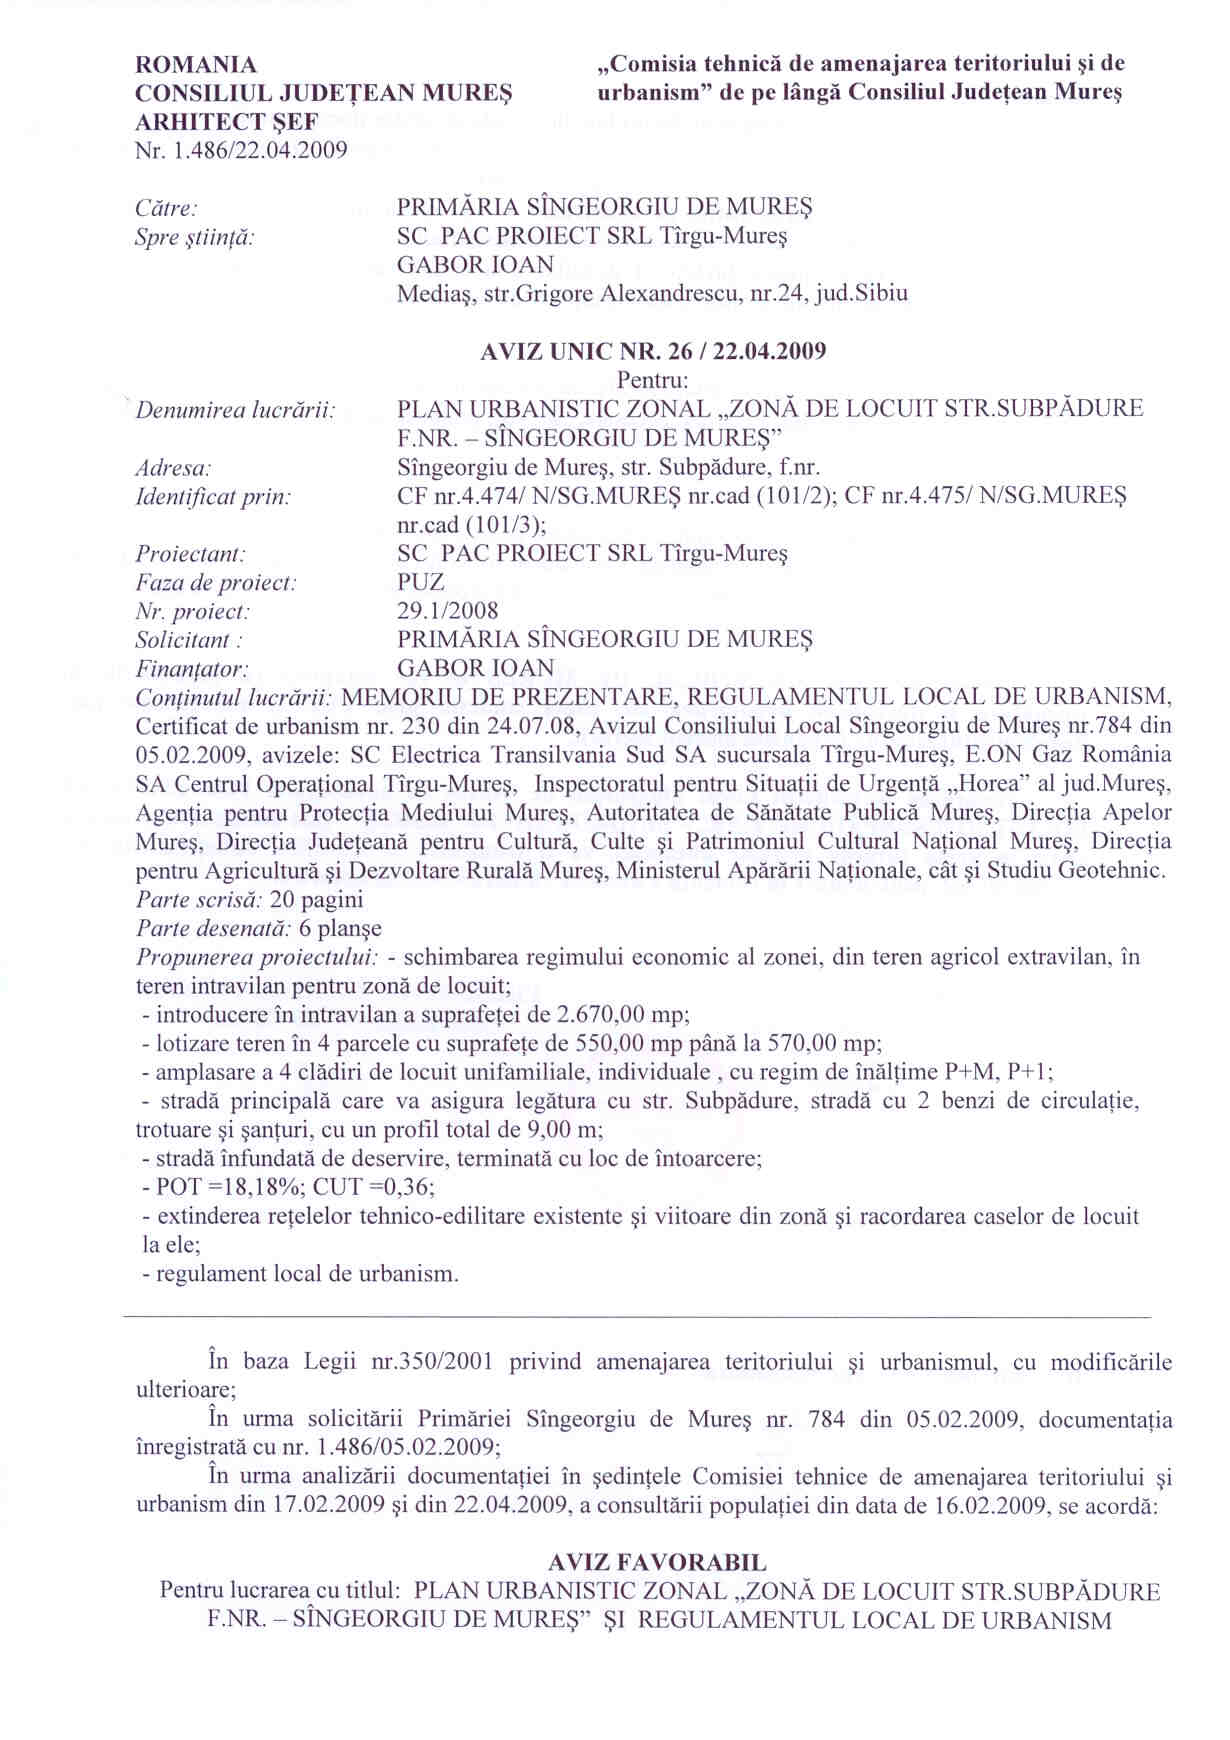 ROMANIA
CONSILIUL JUDEŢEAN MUREŞ
ARHITECT ŞEF
Nr. 1.486/22.04.2009
„Comisia tehnică de amenajarea teritoriului şi de
urbanism” de pe lângă Consiliul Judeţean Mureş
Către: PRIMĂRIA SÎNGEORGIU DE MUREŞ
Spre ştiinţă: SC PAC PROIECT SRL Tîrgu-Mureş
GABOR IOAN
Mediaş, str.Grigore Alexandrescu, nr.24, jud.Sibiu
AVIZ UNIC NR. 26 / 22.04.2009
Pentru:
Denumirea lucrării: PLAN URBANISTIC ZONAL „ZONĂ DE LOCUIT STR.SUBPĂDURE
F.NR. – SÎNGEORGIU DE MUREŞ”
Adresa: Sîngeorgiu de Mureş, str. Subpădure, f.nr.
Identificat prin: CF nr.4.474/ N/SG.MUREŞ nr.cad (101/2); CF nr.4.475/ N/SG.MUREŞ
nr.cad (101/3);
Proiectant: SC PAC PROIECT SRL Tîrgu-Mureş
Faza de proiect: PUZ
Nr. proiect: 29.1/2008
Solicitant : PRIMĂRIA SÎNGEORGIU DE MUREŞ
Finanţator: GABOR IOAN
Conţinutul lucrării: MEMORIU DE PREZENTARE, REGULAMENTUL LOCAL DE URBANISM,
Certificat de urbanism nr. 230 din 24.07.08, Avizul Consiliului Local Sîngeorgiu de Mureş nr.784 din
05.02.2009, avizele: SC Electrica Transilvania Sud SA sucursala Tîrgu-Mureş, E.ON Gaz România
SA Centrul Operaţional Tîrgu-Mureş, Inspectoratul pentru Situaţii de Urgenţă „Horea” al jud.Mureş,
Agenţia pentru Protecţia Mediului Mureş, Autoritatea de Sănătate Publică Mureş, Direcţia Apelor
Mureş, Direcţia Judeţeană pentru Cultură, Culte şi Patrimoniul Cultural Naţional Mureş, Direcţia
pentru Agricultură şi Dezvoltare Rurală Mureş, Ministerul Apărării Naţionale, cât şi Studiu Geotehnic.
Parte scrisă: 20 pagini
Parte desenată: 6 planşe
Propunerea proiectului: - schimbarea regimului economic al zonei, din teren agricol extravilan, în
teren intravilan pentru zonă de locuit;
- introducere în intravilan a suprafeţei de 2.670,00 mp;
- lotizare teren în 4 parcele cu suprafeţe de 550,00 mp până la 570,00 mp;
- amplasare a 4 clădiri de locuit unifamiliale, individuale , cu regim de înălţime P+M, P+1;
- stradă principală care va asigura legătura cu str. Subpădure, stradă cu 2 benzi de circulaţie,
trotuare şi şanţuri, cu un profil total de 9,00 m;
- stradă înfundată de deservire, terminată cu loc de întoarcere;
- POT =18,18%; CUT =0,36;
- extinderea reţelelor tehnico-edilitare existente şi viitoare din zonă şi racordarea caselor de locuit
la ele;
- regulament local de urbanism.
În baza Legii nr.350/2001 privind amenajarea teritoriului şi urbanismul, cu modificările
ulterioare;
În urma solicitării Primăriei Sîngeorgiu de Mureş nr. 784 din 05.02.2009, documentaţia
înregistrată cu nr. 1.486/05.02.2009;
În urma analizării documentaţiei în şedinţele Comisiei tehnice de amenajarea teritoriului şi
urbanism din 17.02.2009 şi din 22.04.2009, a consultării populaţiei din data de 16.02.2009, se acordă:
AVIZ FAVORABIL
Pentru lucrarea cu titlul: PLAN URBANISTIC ZONAL „ZONĂ DE LOCUIT STR.SUBPĂDURE
F.NR. – SÎNGEORGIU DE MUREŞ” ŞI REGULAMENTUL LOCAL DE URBANISM